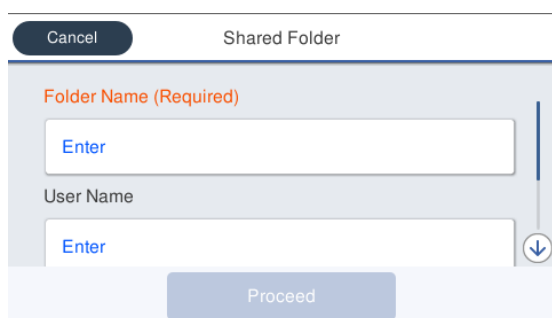 Cancel
Shared Folder
Folder Name (Required)
Enter
User Name
Enter
Proceed